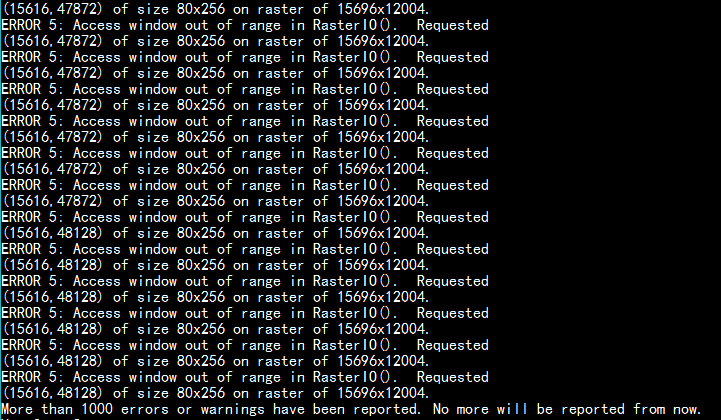 (15616,47872) of size 80x256 on raster of 15696x12004.
ERROR 5: Access window out of range in RasterIO().  Requested
(15616,47872) of size 80x256 on raster of 15696x12004.
ERROR 5: Access window out of range in RasterIO().  Requested
(15616,47872) of size 80x256 on raster of 15696x12004.
ERROR 5: Access window out of range in RasterIO().  Requested
(15616,47872) of size 80x256 on raster of 15696x12004.
ERROR 5: Access window out of range in RasterIO().  Requested
(15616,47872) of size 80x256 on raster of 15696x12004.
ERROR 5: Access window out of range in RasterIO().  Requested
(15616,47872) of size 80x256 on raster of 15696x12004.
ERROR 5: Access window out of range in RasterIO().  Requested
(15616,47872) of size 80x256 on raster of 15696x12004.
ERROR 5: Access window out of range in RasterIO().  Requested
(15616,48128) of size 80x256 on raster of 15696x12004.
ERROR 5: Access window out of range in RasterIO().  Requested
(15616,48128) of size 80x256 on raster of 15696x12004.
ERROR 5: Access window out of range in RasterIO().  Requested
(15616,48128) of size 80x256 on raster of 15696x12004.
ERROR 5: Access window out of range in RasterIO().  Requested
(15616,48128) of size 80x256 on raster of 15696x12004.
ERROR 5: Access window out of range in RasterIO().  Requested
(15616,48128) of size 80x256 on raster of 15696x12004.
ERROR 5: Access window out of range in RasterIO().  Requested
(15616,48128) of size 80x256 on raster of 15696x12004.
More than 1000 errors or warnings have been reported. No more will be reported from now.